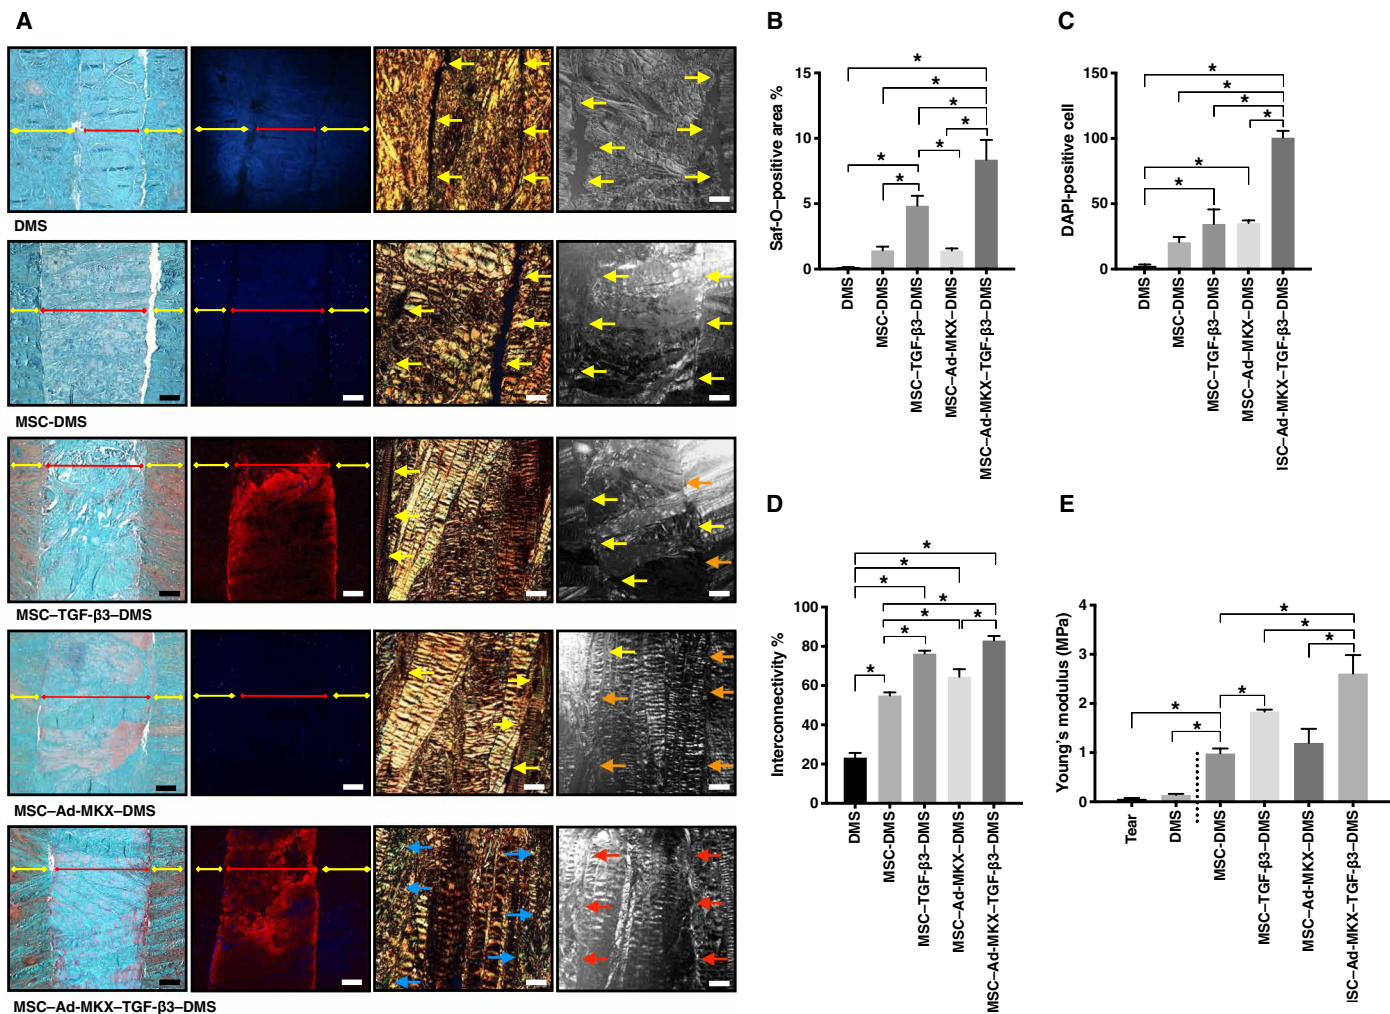 A
DMS
MSC-DMS
MSC–TGF-β3–DMS
MSC–Ad-MKX–DMS
MSC–Ad-MKX–TGF-β3–DMS
B
Saf-O–positive area %
15
10
5
0
* * * * * * *
DMS
MSC-DMS
MSC–TGF-β3–DMS
MSC–Ad-MKX–DMS
MSC–Ad-MKX–TGF-β3–DMS
C
DAPI-positive cell
150
100
50
0
* * * * * *
DMS
MSC-DMS
MSC–TGF-β3–DMS
MSC–Ad–MKX–DMS
ISC–Ad-MKX–TGF-β3–DMS
D
Interconnectivity %
100
80
60
40
20
0
* * * * * * * *
DMS
MSC-DMS
MSC–TGF-β3–DMS
MSC–Ad-MKX–DMS
MSC–Ad-MKX–TGF-β3–DMS
E
Young's modulus (MPa)
4
3
2
1
0
* * * * * *
Tear
DMS
MSC-DMS
MSC–TGF-β3–DMS
MSC–Ad-MKX–DMS
ISC–Ad-MKX–TGF-β3–DMS